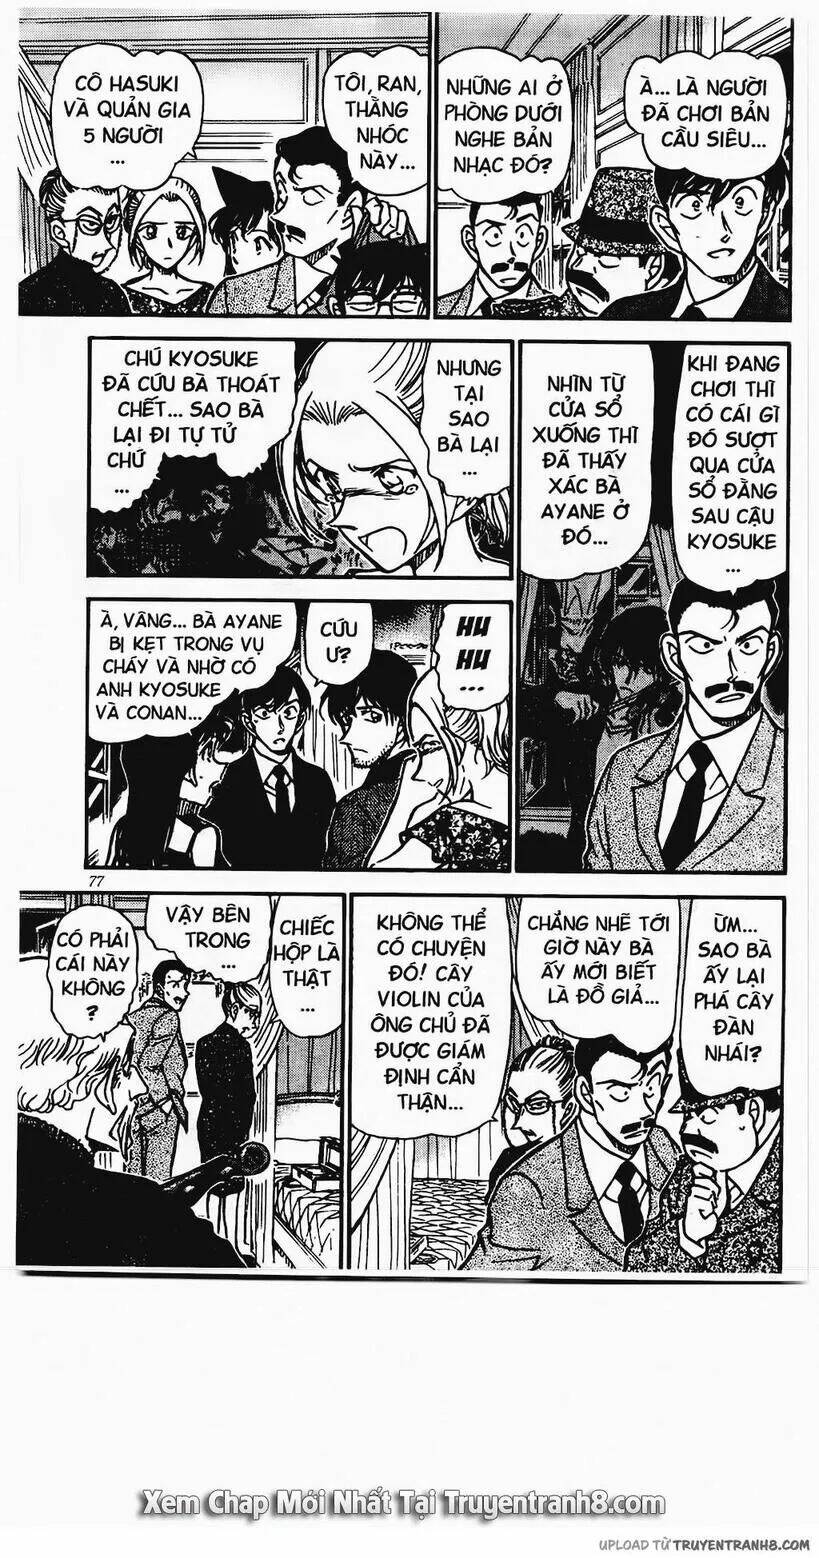 À... LÀ NGƯỜI
ĐÃ CHƠI BẢN
CẦU SIÊU...
NHỮNG AI Ở
PHÒNG DƯỚI
NGHE BẢN
NHẠC ĐÓ?
TÔI, RAN,
THẰNG
NHÓC
NÀY...
CÔ HASUKI
VÀ QUẢN GIA
5 NGƯỜI
...
KHI ĐANG
CHƠI THÌ
CÓ CÁI GÌ
ĐÓ SƯỢT
QUA CỬA
SỔ ĐẰNG
SAU CẬU
KYOSUKE
...
NHÌN TỪ
CỬA SỔ
XUỐNG THÌ
ĐÃ THẤY
XÁC BÀ
AYANE Ở
ĐÓ...
NHƯNG
TẠI
SAO
BÀ LẠI
...
CHÚ KYOSUKE
ĐÃ CỨU BÀ THOÁT
CHẾT... SAO BÀ
LẠI ĐI TỰ TỬ
CHỨ
...
HU
HU
...
CỨU
Ư?
À, VÂNG... BÀ AYANE
BỊ KẸT TRONG VỤ
CHÁY VÀ NHỜ CÓ
ANH KYOSUKE
VÀ CONAN...
77
ỪM...
SAO BÀ
ẤY LẠI
PHÁ CÂY
ĐÀN
NHÁI?
CHẲNG NHẼ TỚI
GIỜ NÀY BÀ
ẤY MỚI BIẾT
LÀ ĐỒ GIẢ...
KHÔNG THỂ
CÓ CHUYỆN
ĐÓ! CÂY
VIOLIN CỦA
ÔNG CHỦ ĐÃ
ĐƯỢC GIÁM
ĐỊNH CẨN
THẬN...
CHIẾC
HỘP LÀ
THẬT
...
VẬY BÊN
TRONG
...
CÓ PHẢI
CÁI NÀY
KHÔNG
?
Xem Chap Mới Nhất Tại Truyentranh8.com
UPLOAD TỪ TRUYENTRANH8.COM